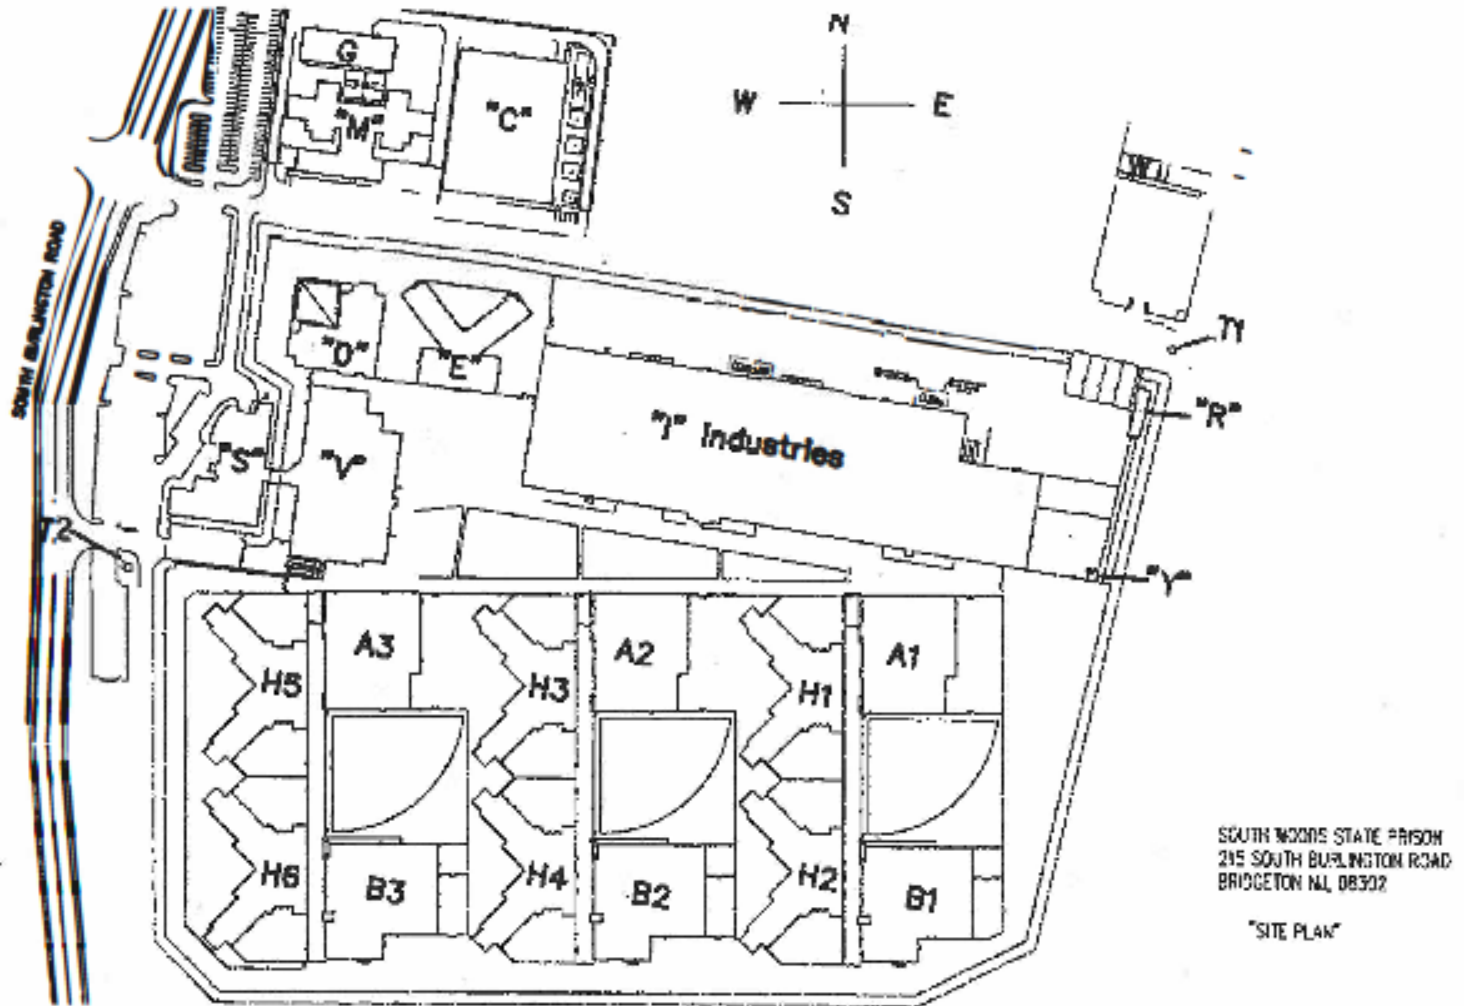 N
G
"M"
"C"
W
E
S
SOUTH BURLINGTON ROAD
T1
"O"
"E"
"R"
"I" Industries
"S"
"V"
T2
"Y"
A3
A2
A1
H5
H3
H1
H6
H4
H2
B3
B2
B1
SOUTH WOODS STATE PRISON
215 SOUTH BURLINGTON ROAD
BRIDGETON NJ, 08302
"SITE PLAN"